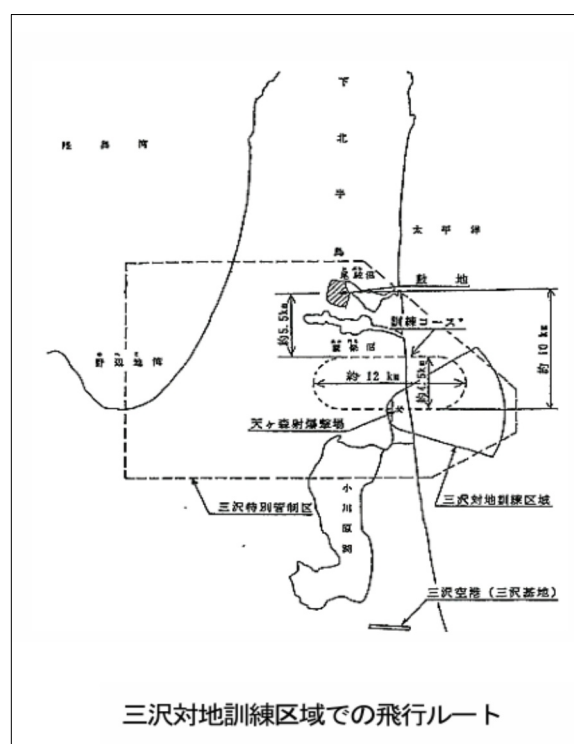 下北半島
陸奥湾
太平洋
尾駮沼
敷地
約5.5km
訓練コース*
約10km
鷹架沼
野辺地湾
約12km
約4.5km
天ヶ森射爆撃場
三沢特別管制区
小川原湖
三沢対地訓練区域
三沢空港(三沢基地)
三沢対地訓練区域での飛行ルート